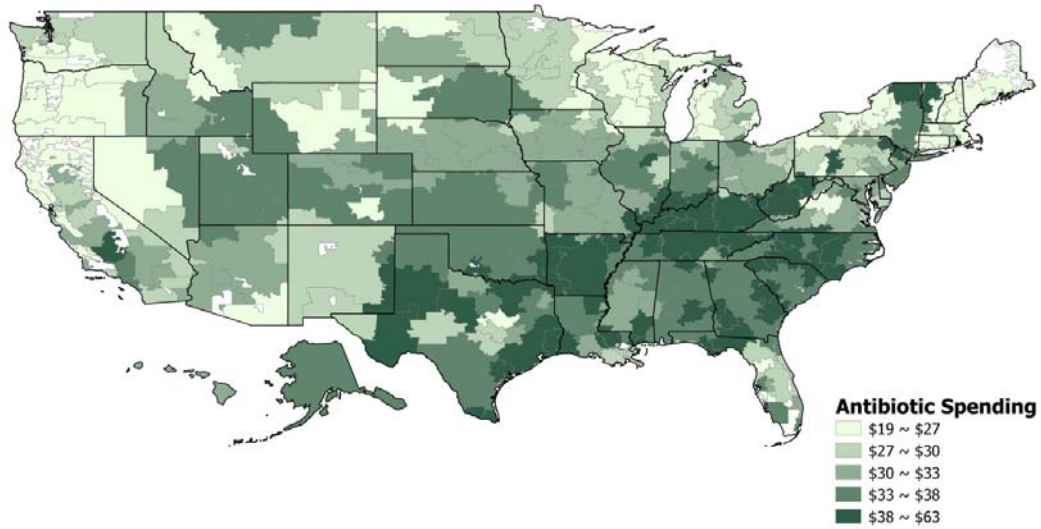 Antibiotic Spending
$19 ~ $27
$27 ~ $30
$30 ~ $33
$33 ~ $38
$38 ~ $63